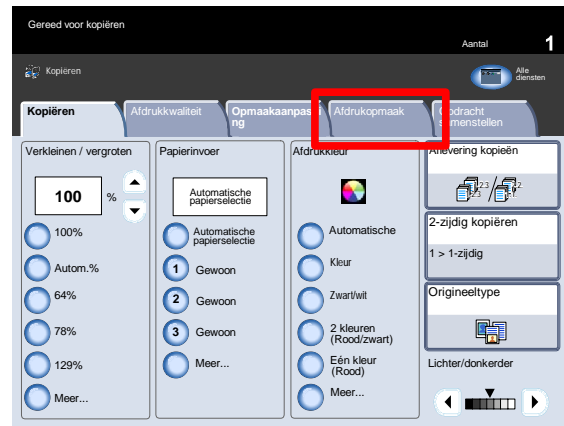 Gereed voor kopiëren
Aantal 1
Kopiëren
Alle
diensten
Kopiëren
Afdrukkwaliteit
Opmaakaanpassi
ng
Afdrukopmaak
Opdracht
samenstellen
Verkleinen / vergroten
100 %
100%
Autom.%
64%
78%
129%
Meer...
Papierinvoer
Automatische
papierselectie
Automatische
papierselectie
1 Gewoon
2 Gewoon
3 Gewoon
Meer...
Afdrukkleur
Automatische
Kleur
Zwart/wit
2 kleuren
(Rood/zwart)
Eén kleur
(Rood)
Meer...
Aflevering kopieën
2-zijdig kopiëren
1 > 1-zijdig
Origineeltype
Lichter/donkerder